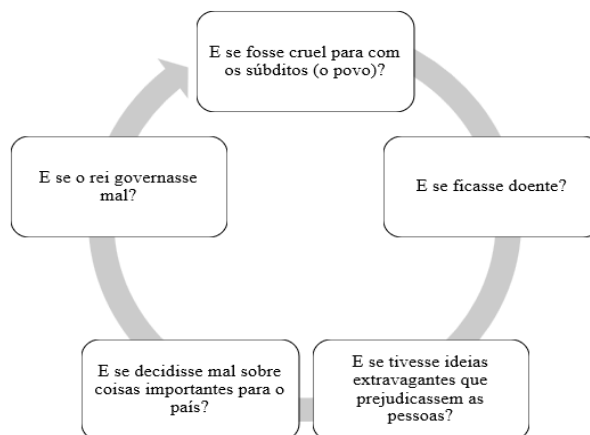 E se fosse cruel para com
os súbditos (o povo)?
E se ficasse doente?
E se tivesse ideias
extravagantes que
prejudicassem as
pessoas?
E se decidisse mal sobre
coisas importantes para o
país?
E se o rei governasse
mal?